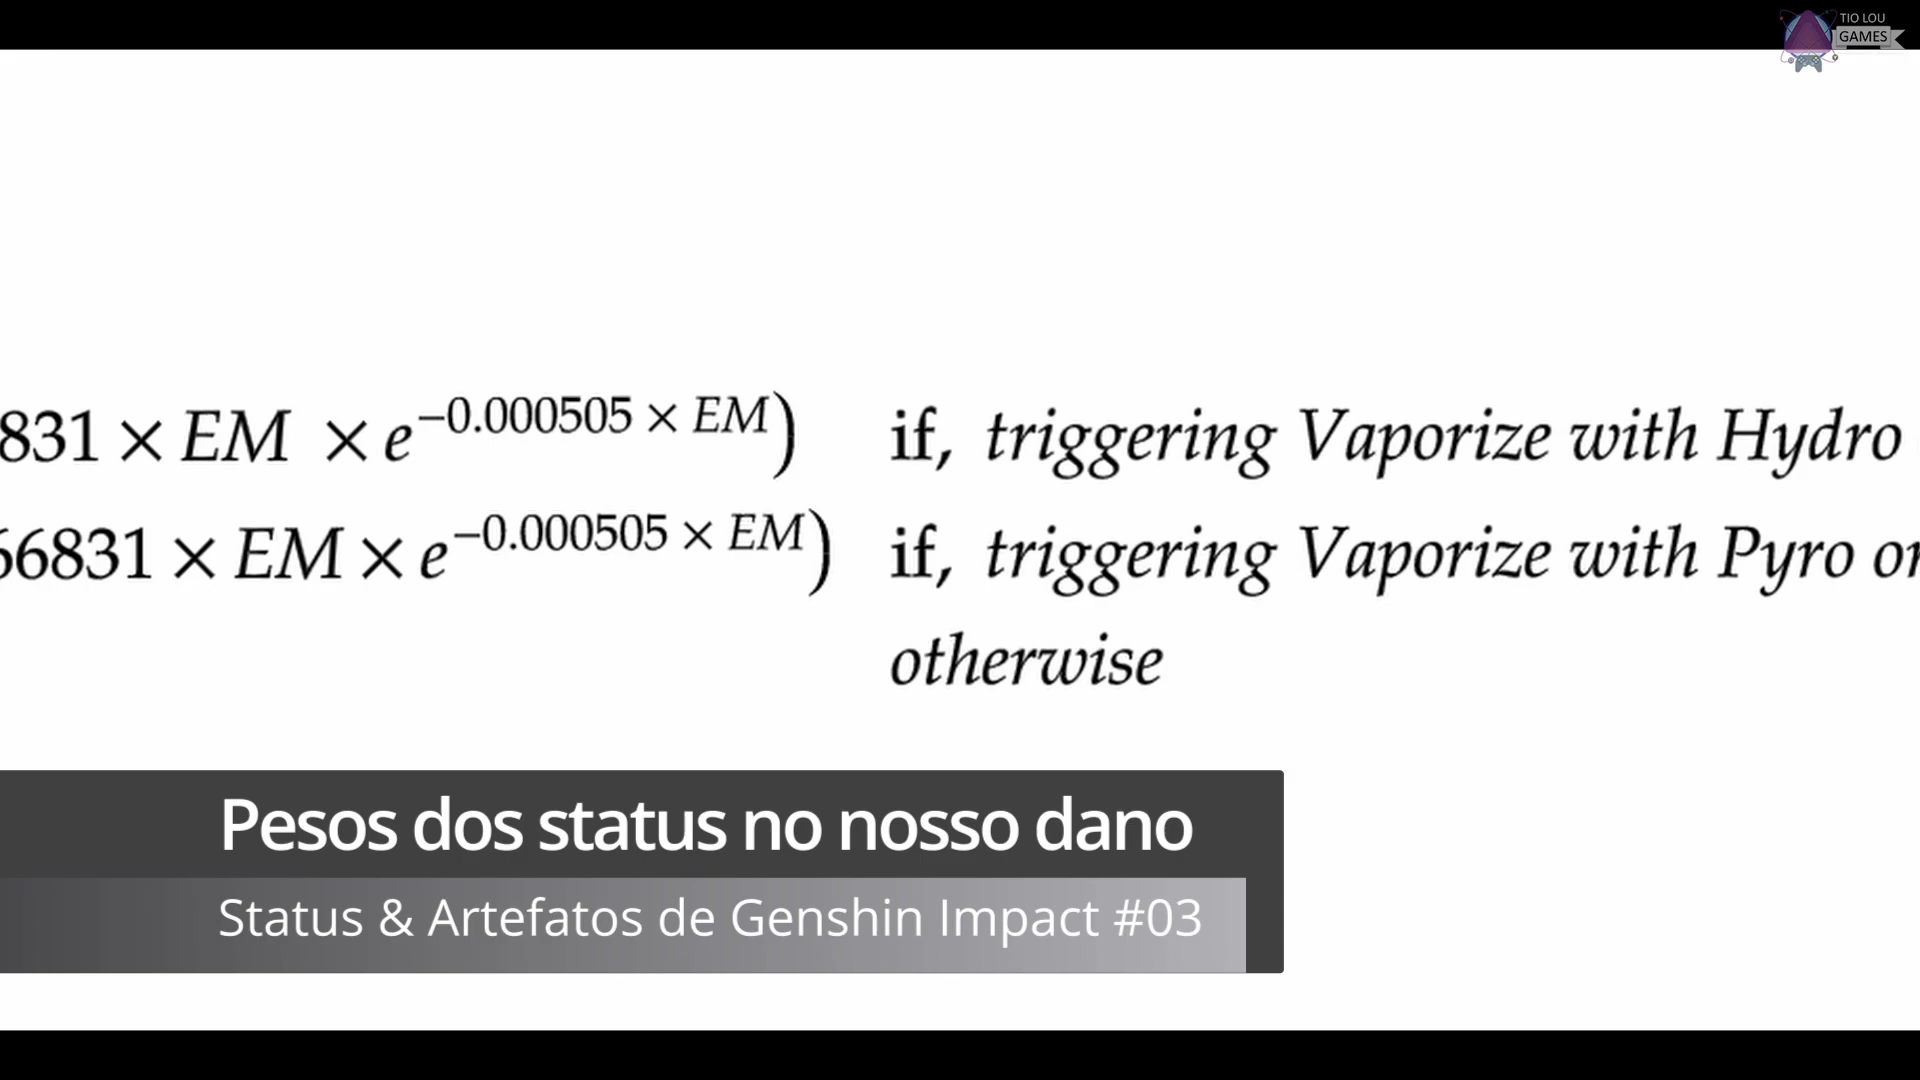 TIO LOU
GAMES
831 × EM × e^−0.000505 × EM) if, triggering Vaporize with Hydro
66831 × EM × e^−0.000505 × EM) if, triggering Vaporize with Pyro or
otherwise
Pesos dos status no nosso dano
Status & Artefatos de Genshin Impact #03